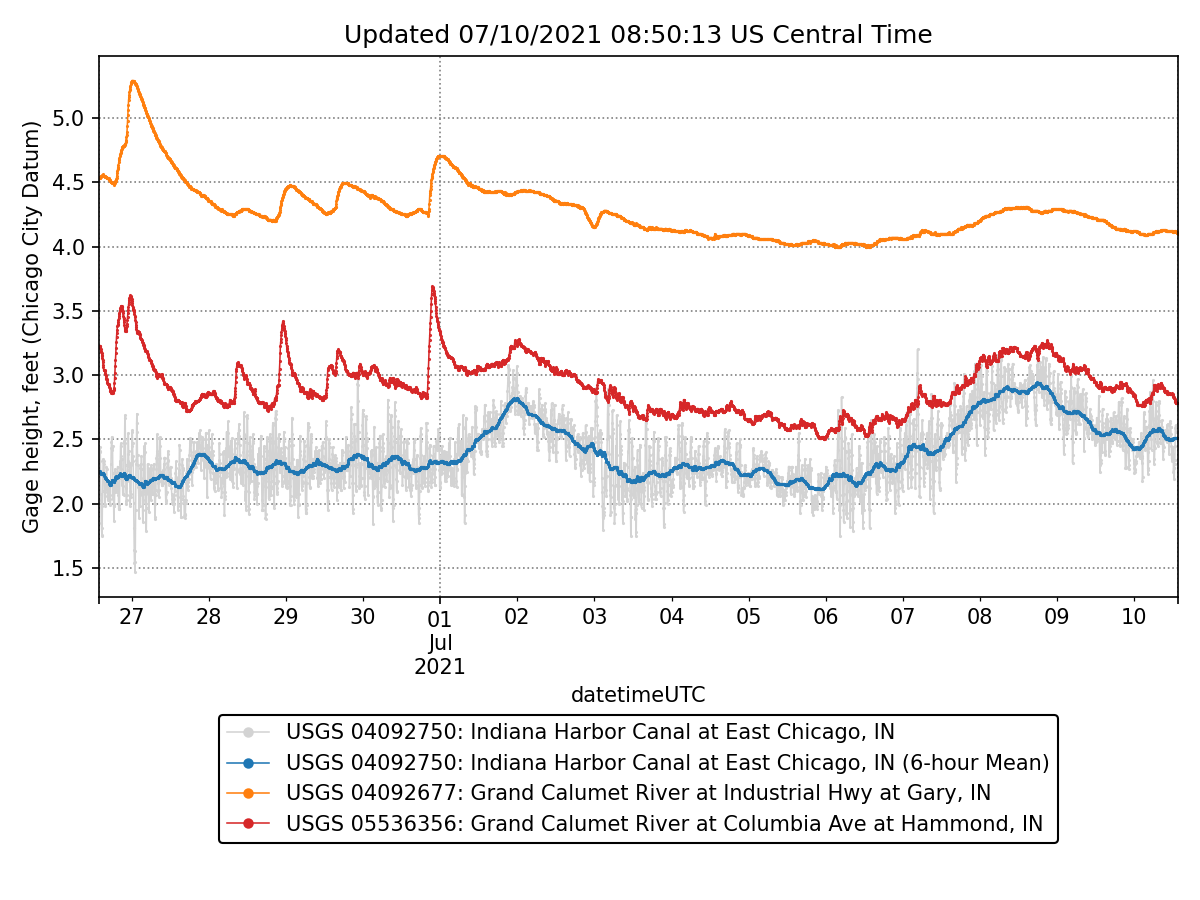 Updated 07/10/2021 08:50:13 US Central Time
Gage height, feet (Chicago City Datum)
5.0
4.5
4.0
3.5
3.0
2.5
2.0
1.5
27 28 29 30 01 02 03 04 05 06 07 08 09 10
Jul
2021
datetimeUTC
USGS 04092750: Indiana Harbor Canal at East Chicago, IN
USGS 04092750: Indiana Harbor Canal at East Chicago, IN (6-hour Mean)
USGS 04092677: Grand Calumet River at Industrial Hwy at Gary, IN
USGS 05536356: Grand Calumet River at Columbia Ave at Hammond, IN